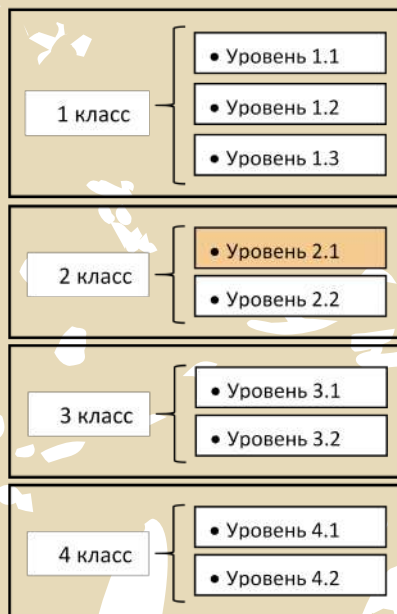 1 класс
• Уровень 1.1
• Уровень 1.2
• Уровень 1.3
2 класс
• Уровень 2.1
• Уровень 2.2
3 класс
• Уровень 3.1
• Уровень 3.2
4 класс
• Уровень 4.1
• Уровень 4.2